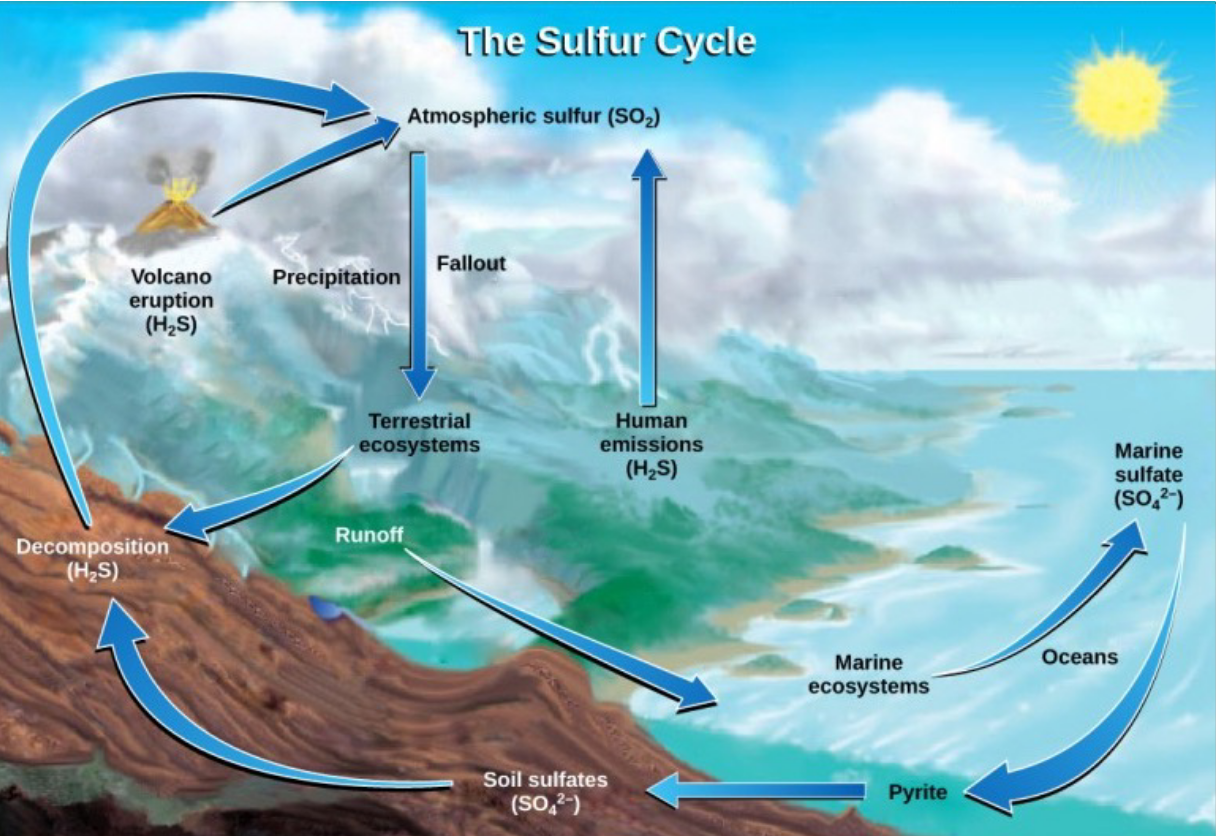 The Sulfur Cycle
Atmospheric sulfur (SO₂)
Volcano
eruption
(H₂S)
Precipitation
Fallout
Terrestrial
ecosystems
Human
emissions
(H₂S)
Marine
sulfate
(SO₄²⁻)
Decomposition
(H₂S)
Runoff
Marine
ecosystems
Oceans
Soil sulfates
(SO₄²⁻)
Pyrite